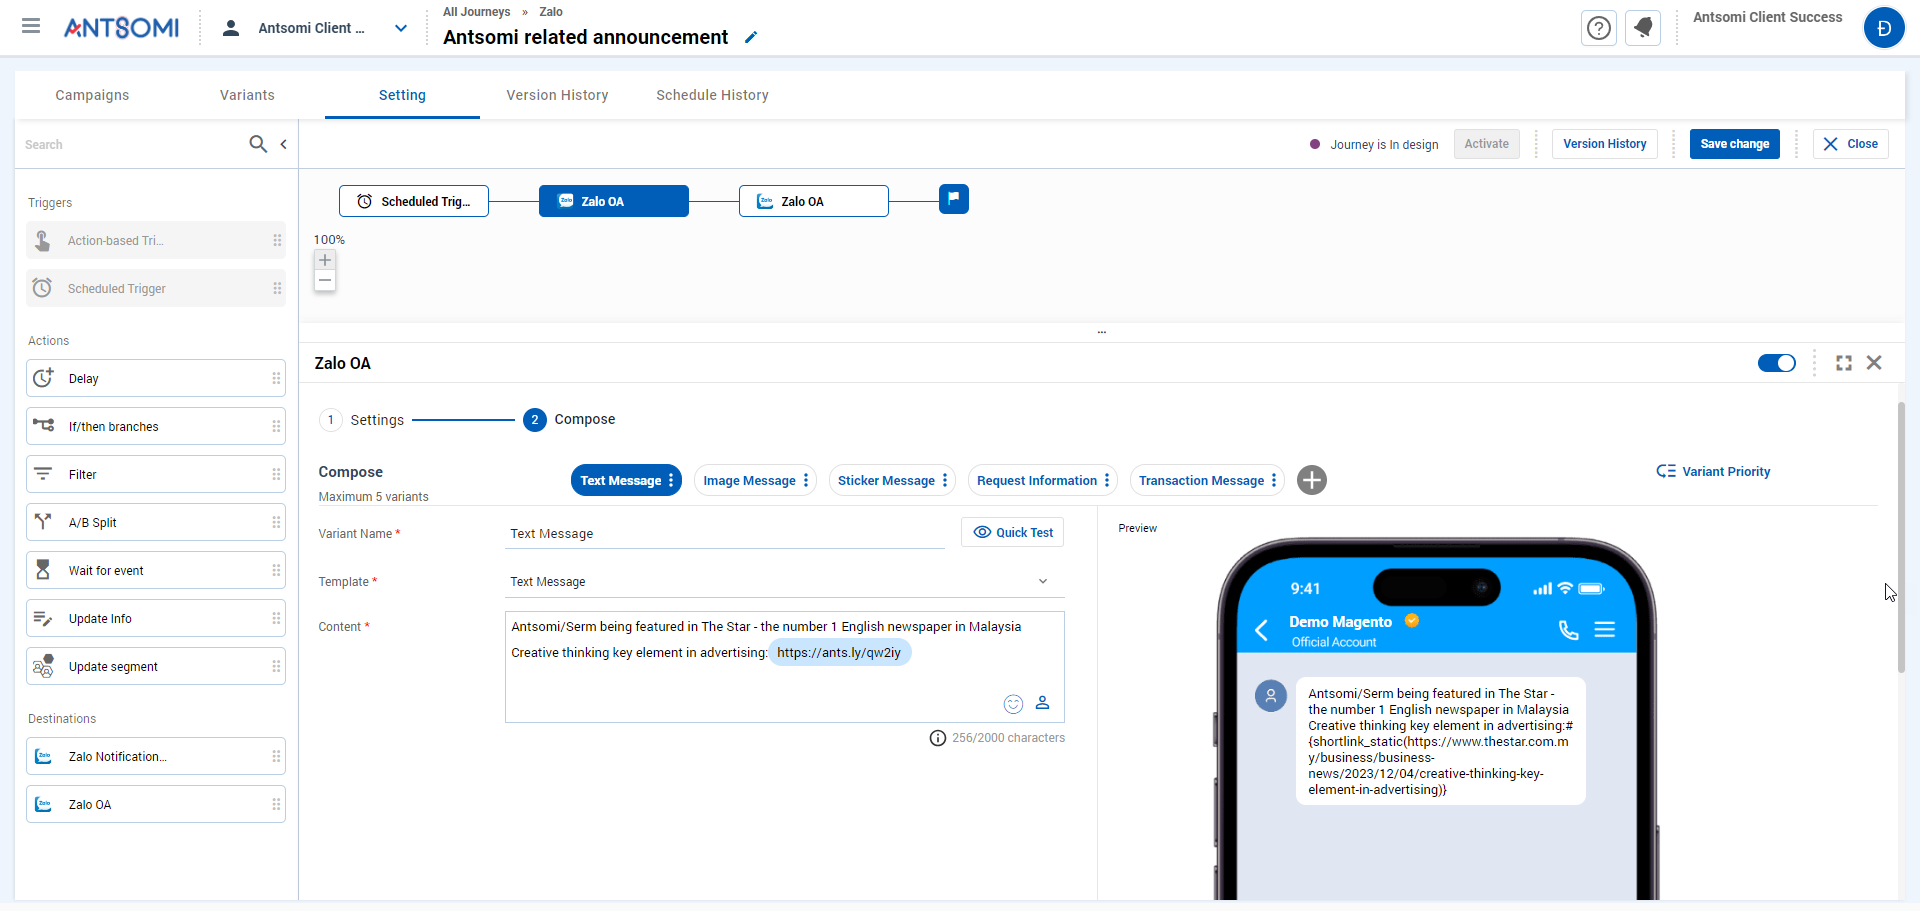 ANTSOMI
Antsomi Client ...
All Journeys » Zalo
Antsomi related announcement
Antsomi Client Success
Đ
Campaigns
Variants
Setting
Version History
Schedule History
Search
Journey is In design
Activate
Version History
Save change
Close
Triggers
Action-based Tri...
Scheduled Trigger
Actions
Delay
If/then branches
Filter
A/B Split
Wait for event
Update Info
Update segment
Destinations
Zalo Notification...
Zalo OA
Scheduled Trig...
Zalo OA
Zalo OA
100%
...
Zalo OA
1 Settings
2 Compose
Compose
Maximum 5 variants
Text Message
Image Message
Sticker Message
Request Information
Transaction Message
Variant Priority
Variant Name *
Text Message
Quick Test
Template *
Text Message
Content *
Antsomi/Serm being featured in The Star - the number 1 English newspaper in Malaysia
Creative thinking key element in advertising: https://ants.ly/qw2iy
256/2000 characters
Preview
9:41
Demo Magento
Official Account
Antsomi/Serm being featured in The Star -
the number 1 English newspaper in Malaysia
Creative thinking key element in advertising:#
{shortlink_static(https://www.thestar.com.m
y/business/business-
news/2023/12/04/creative-thinking-key-
element-in-advertising)}